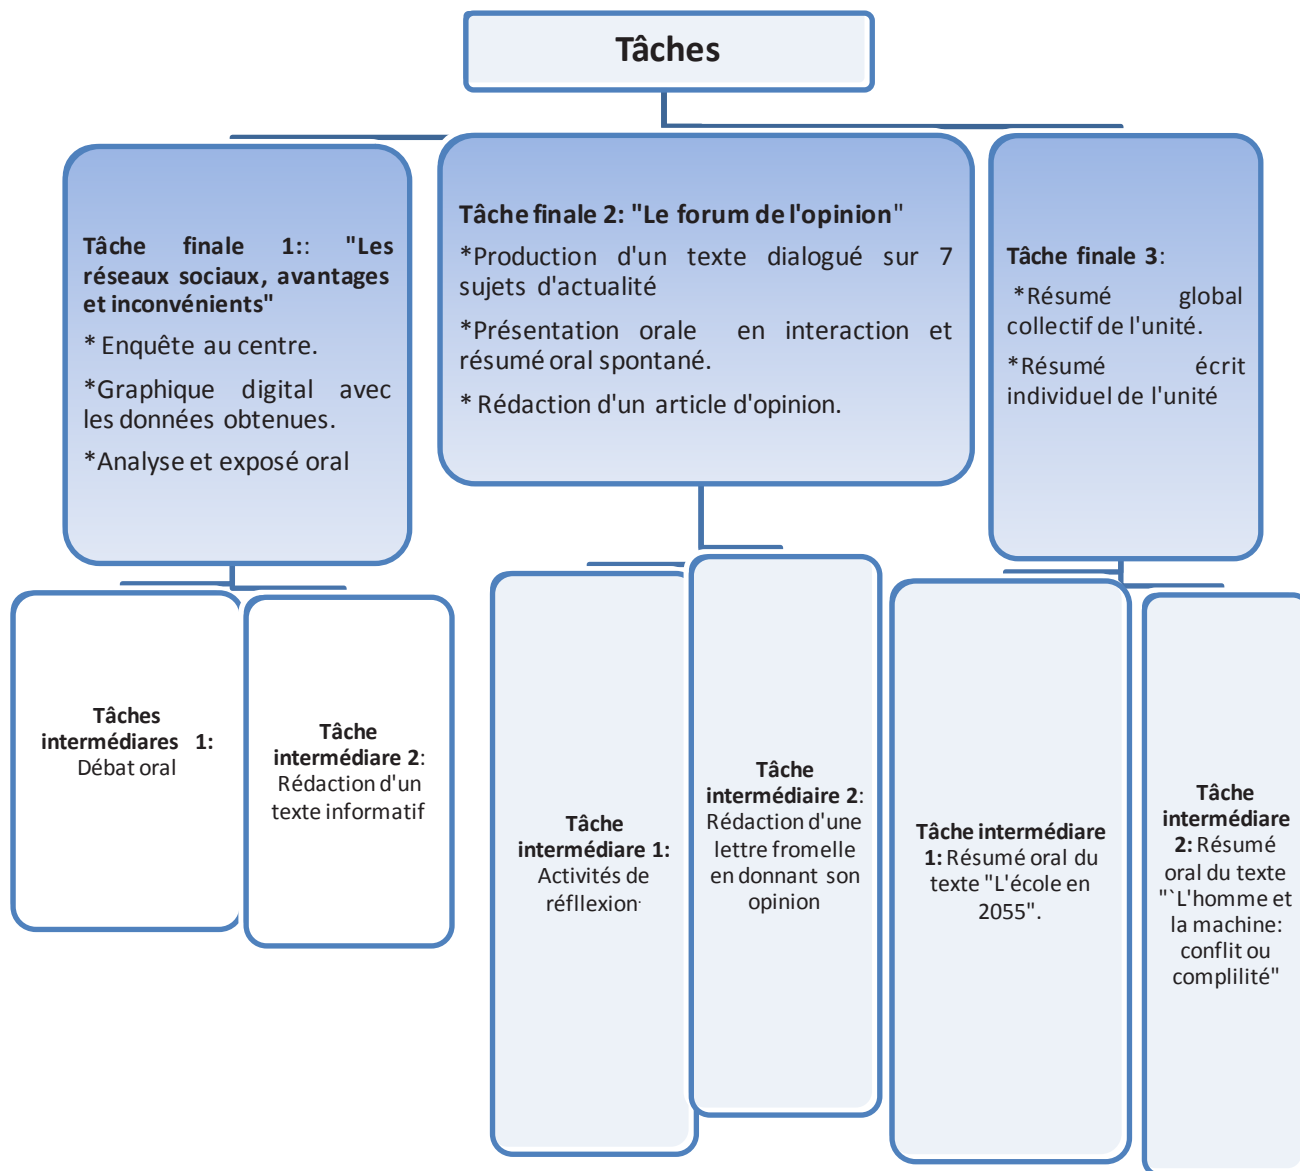 Tâches
Tâche finale 1:: "Les
réseaux sociaux, avantages
et inconvénients"
* Enquête au centre.
*Graphique digital avec
les données obtenues.
*Analyse et exposé oral
Tâche finale 2: "Le forum de l'opinion"
*Production d'un texte dialogué sur 7
sujets d'actualité
*Présentation orale en interaction et
résumé oral spontané.
* Rédaction d'un article d'opinion.
Tâche finale 3:
*Résumé global
collectif de l'unité.
*Résumé écrit
individuel de l'unité
Tâches
intermédiares 1:
Débat oral
Tâche
intermédiare 2:
Rédaction d'un
texte informatif
Tâche
intermédiare 1:
Activités de
réfllexion.
Tâche
intermédiaire 2:
Rédaction d'une
lettre fromelle
en donnant son
opinion
Tâche intermédiare
1: Résumé oral du
texte "L'école en
2055".
Tâche
intermédiare
2: Résumé
oral du texte
"`L'homme et
la machine:
conflit ou
complilité"